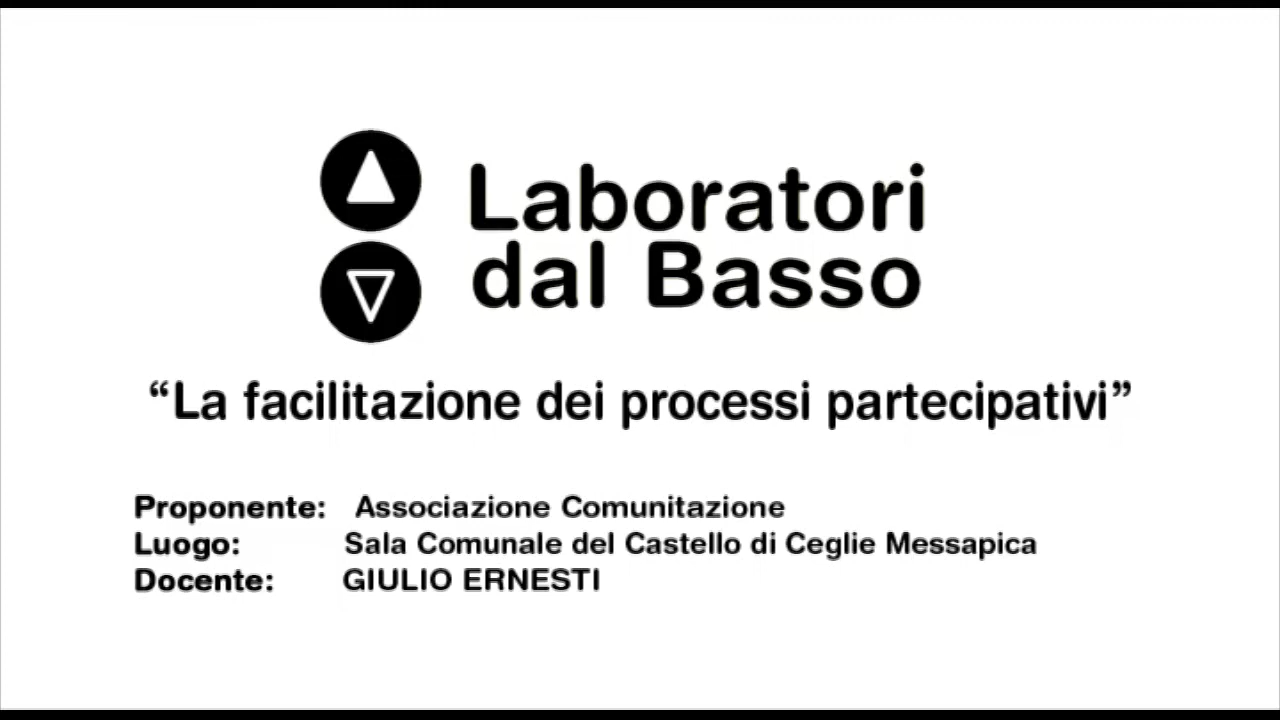 Laboratori
dal Basso
“La facilitazione dei processi partecipativi”
Proponente: Associazione Comunitazione
Luogo: Sala Comunale del Castello di Ceglie Messapica
Docente: GIULIO ERNESTI